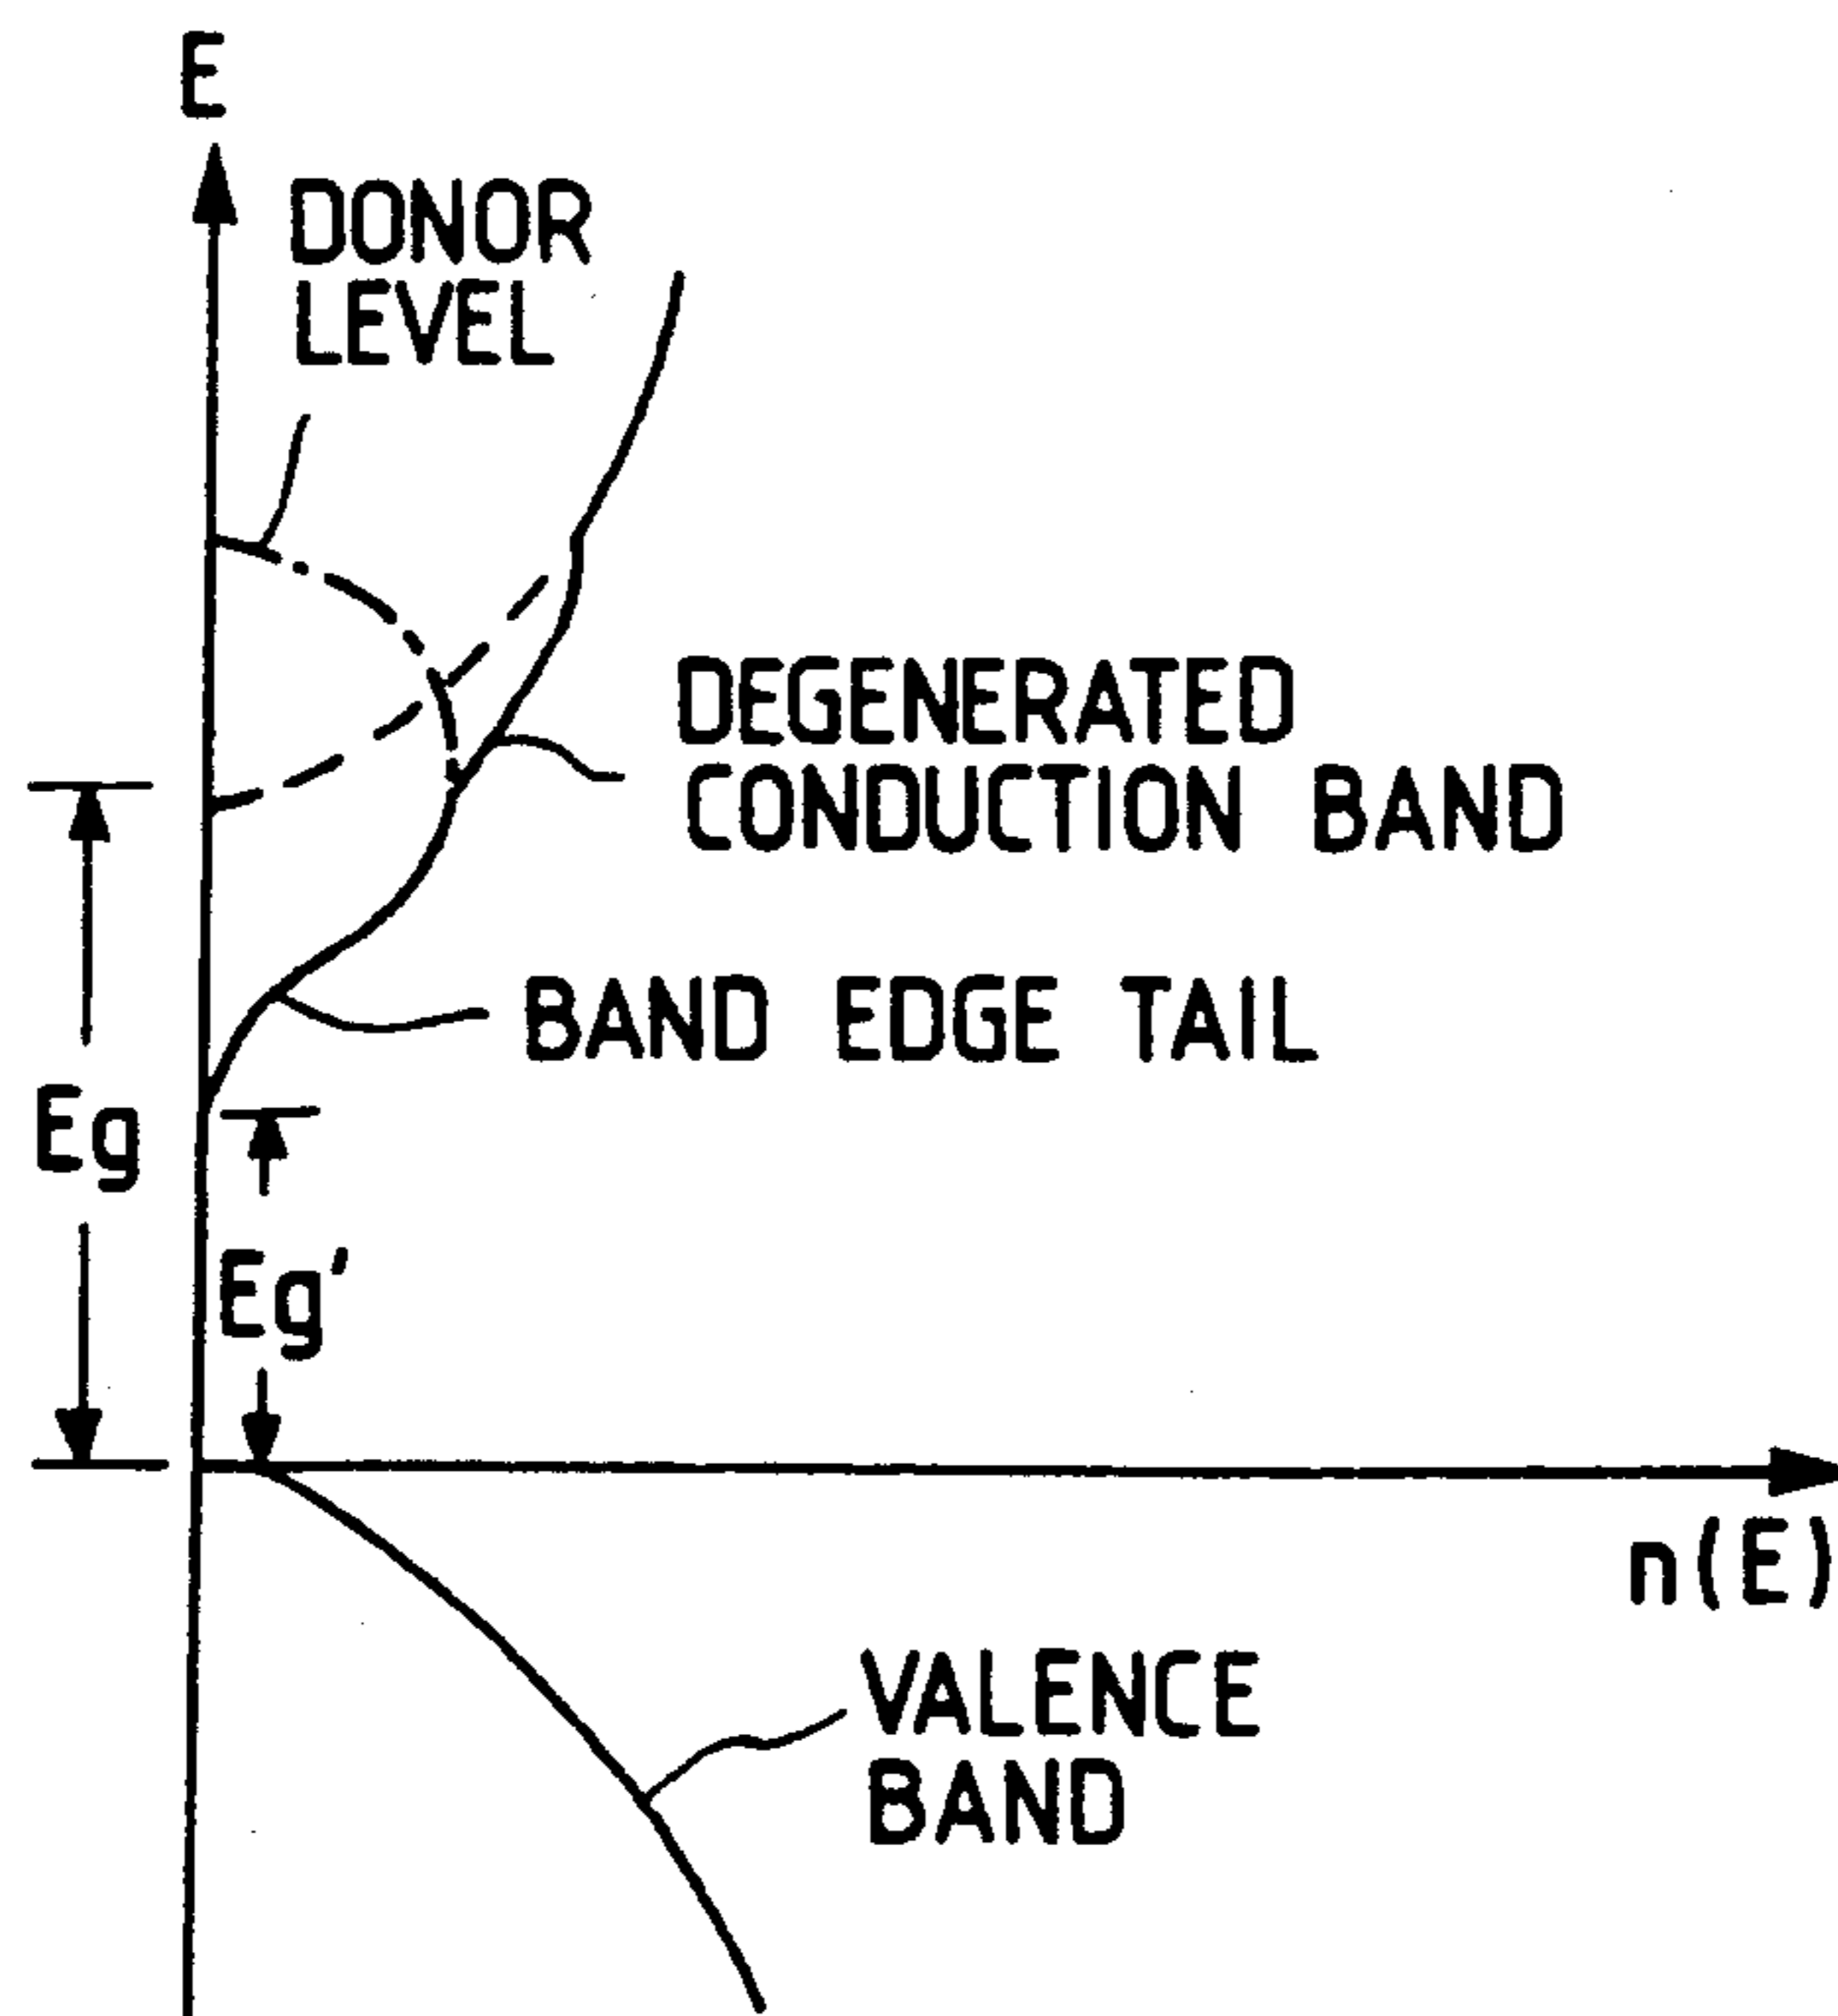 E
DONOR
LEVEL
DEGENERATED
CONDUCTION BAND
BAND EDGE TAIL
Eg
Eg'
n(E)
VALENCE
BAND